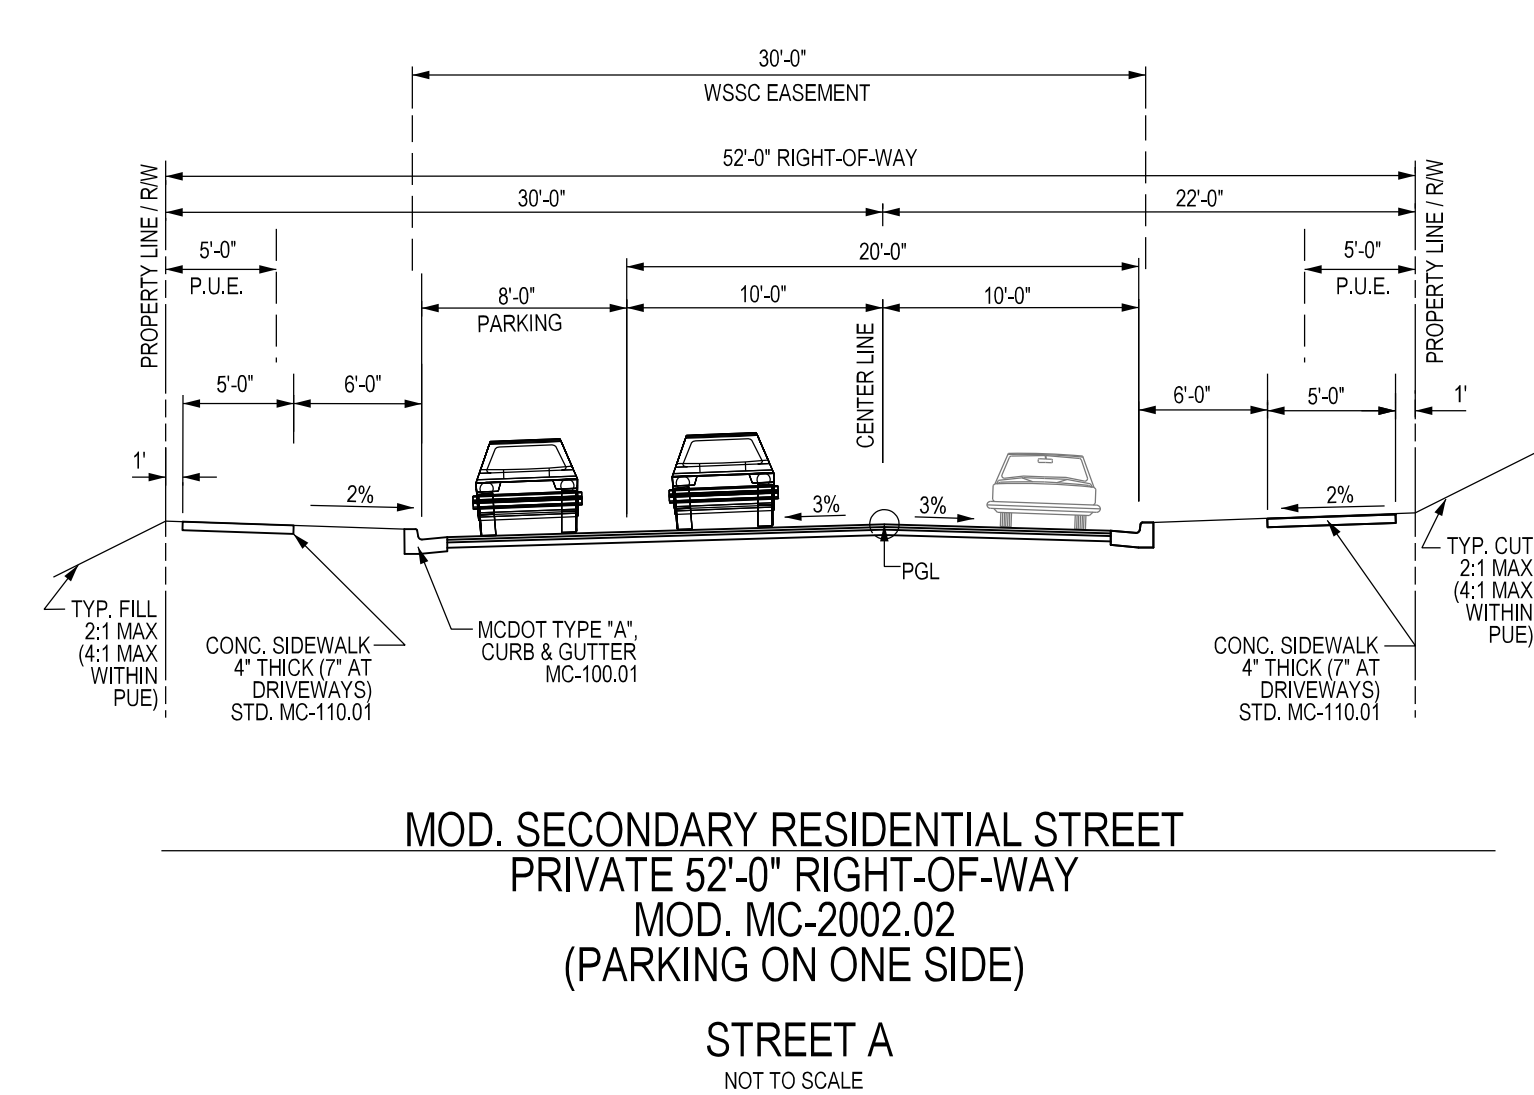 30'-0"
WSSC EASEMENT
52'-0" RIGHT-OF-WAY
30'-0"
22'-0"
PROPERTY LINE / R/W
PROPERTY LINE / R/W
5'-0"
P.U.E.
20'-0"
5'-0"
P.U.E.
8'-0"
PARKING
10'-0"
10'-0"
CENTER LINE
5'-0"
6'-0"
6'-0"
5'-0"
1'
1'
2%
3%
3%
2%
PGL
TYP. FILL
2:1 MAX
(4:1 MAX
WITHIN
PUE)
CONC. SIDEWALK
4" THICK (7" AT
DRIVEWAYS)
STD. MC-110.01
MCDOT TYPE "A",
CURB & GUTTER
MC-100.01
CONC. SIDEWALK
4" THICK (7" AT
DRIVEWAYS)
STD. MC-110.01
TYP. CUT
2:1 MAX
(4:1 MAX
WITHIN
PUE)
MOD. SECONDARY RESIDENTIAL STREET
PRIVATE 52'-0" RIGHT-OF-WAY
MOD. MC-2002.02
(PARKING ON ONE SIDE)
STREET A
NOT TO SCALE